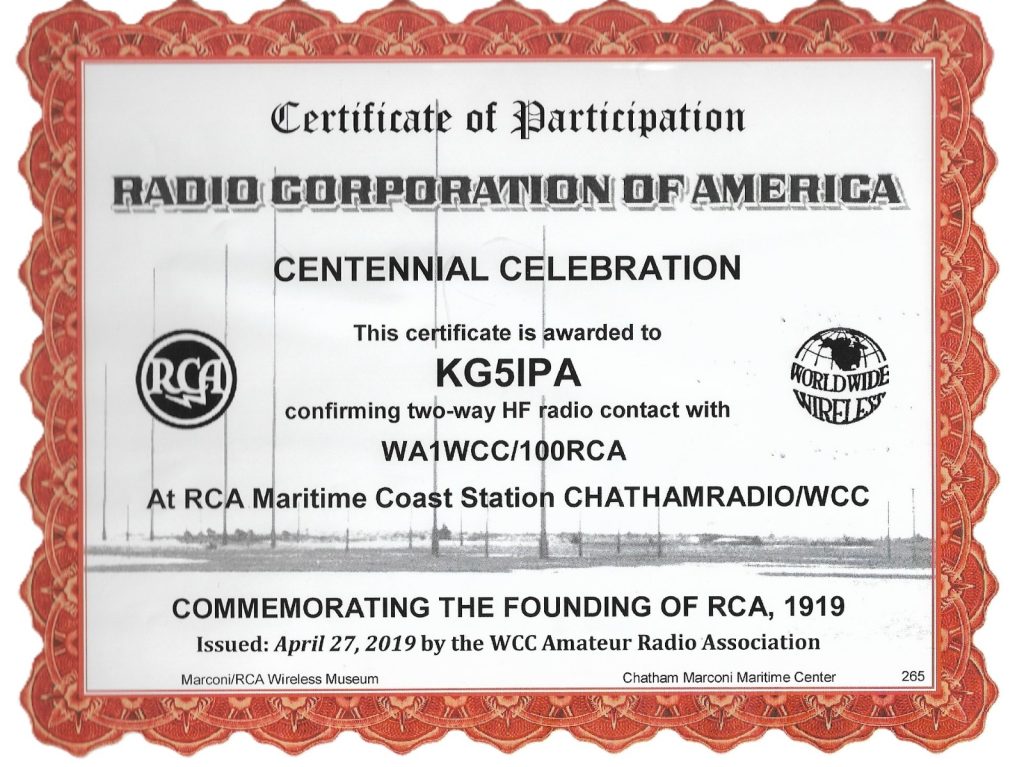 Certificate of Participation
RADIO CORPORATION OF AMERICA
CENTENNIAL CELEBRATION
This certificate is awarded to
KG5IPA
confirming two-way HF radio contact with
WA1WCC/100RCA
RCA
WORLD WIDE
WIRELESS
At RCA Maritime Coast Station CHATHAMRADIO/WCC
COMMEMORATING THE FOUNDING OF RCA, 1919
Issued: April 27, 2019 by the WCC Amateur Radio Association
Marconi/RCA Wireless Museum
Chatham Marconi Maritime Center
265